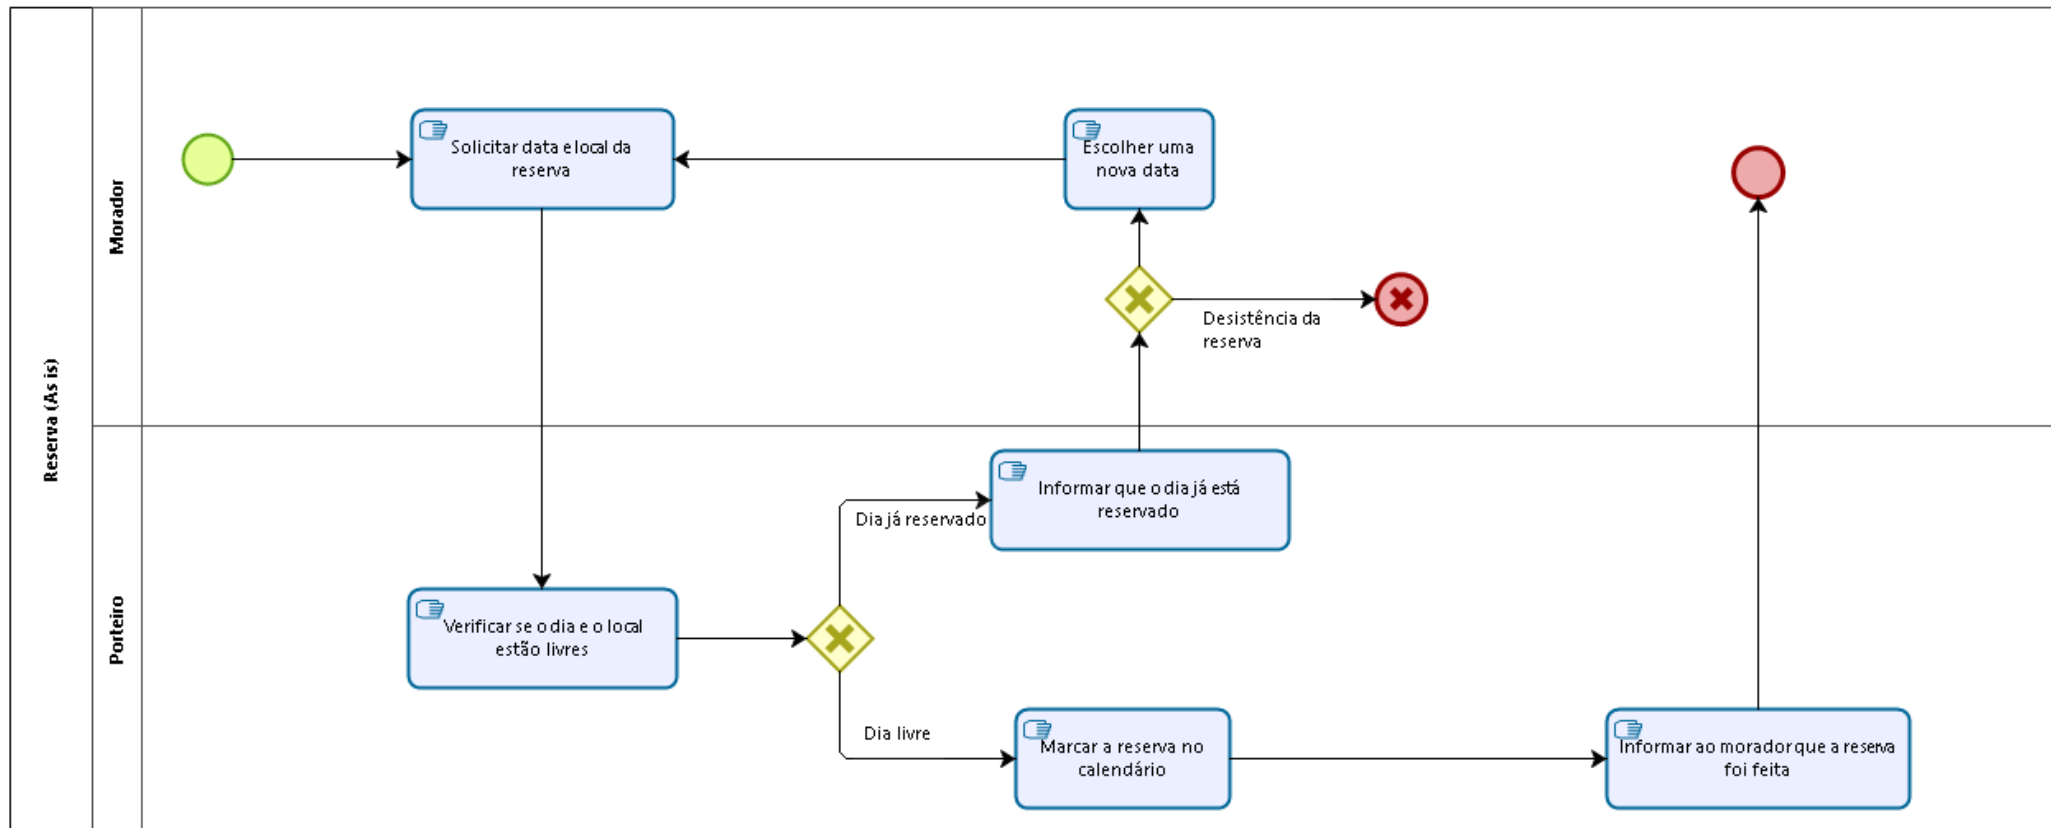 Reserva (As is)
Morador
Solicitar data e local da
reserva
Escolher uma
nova data
Desistência da
reserva
Porteiro
Informar que o dia já está
reservado
Dia já reservado
Verificar se o dia e o local
estão livres
Dia livre
Marcar a reserva no
calendário
Informar ao morador que a reserva
foi feita